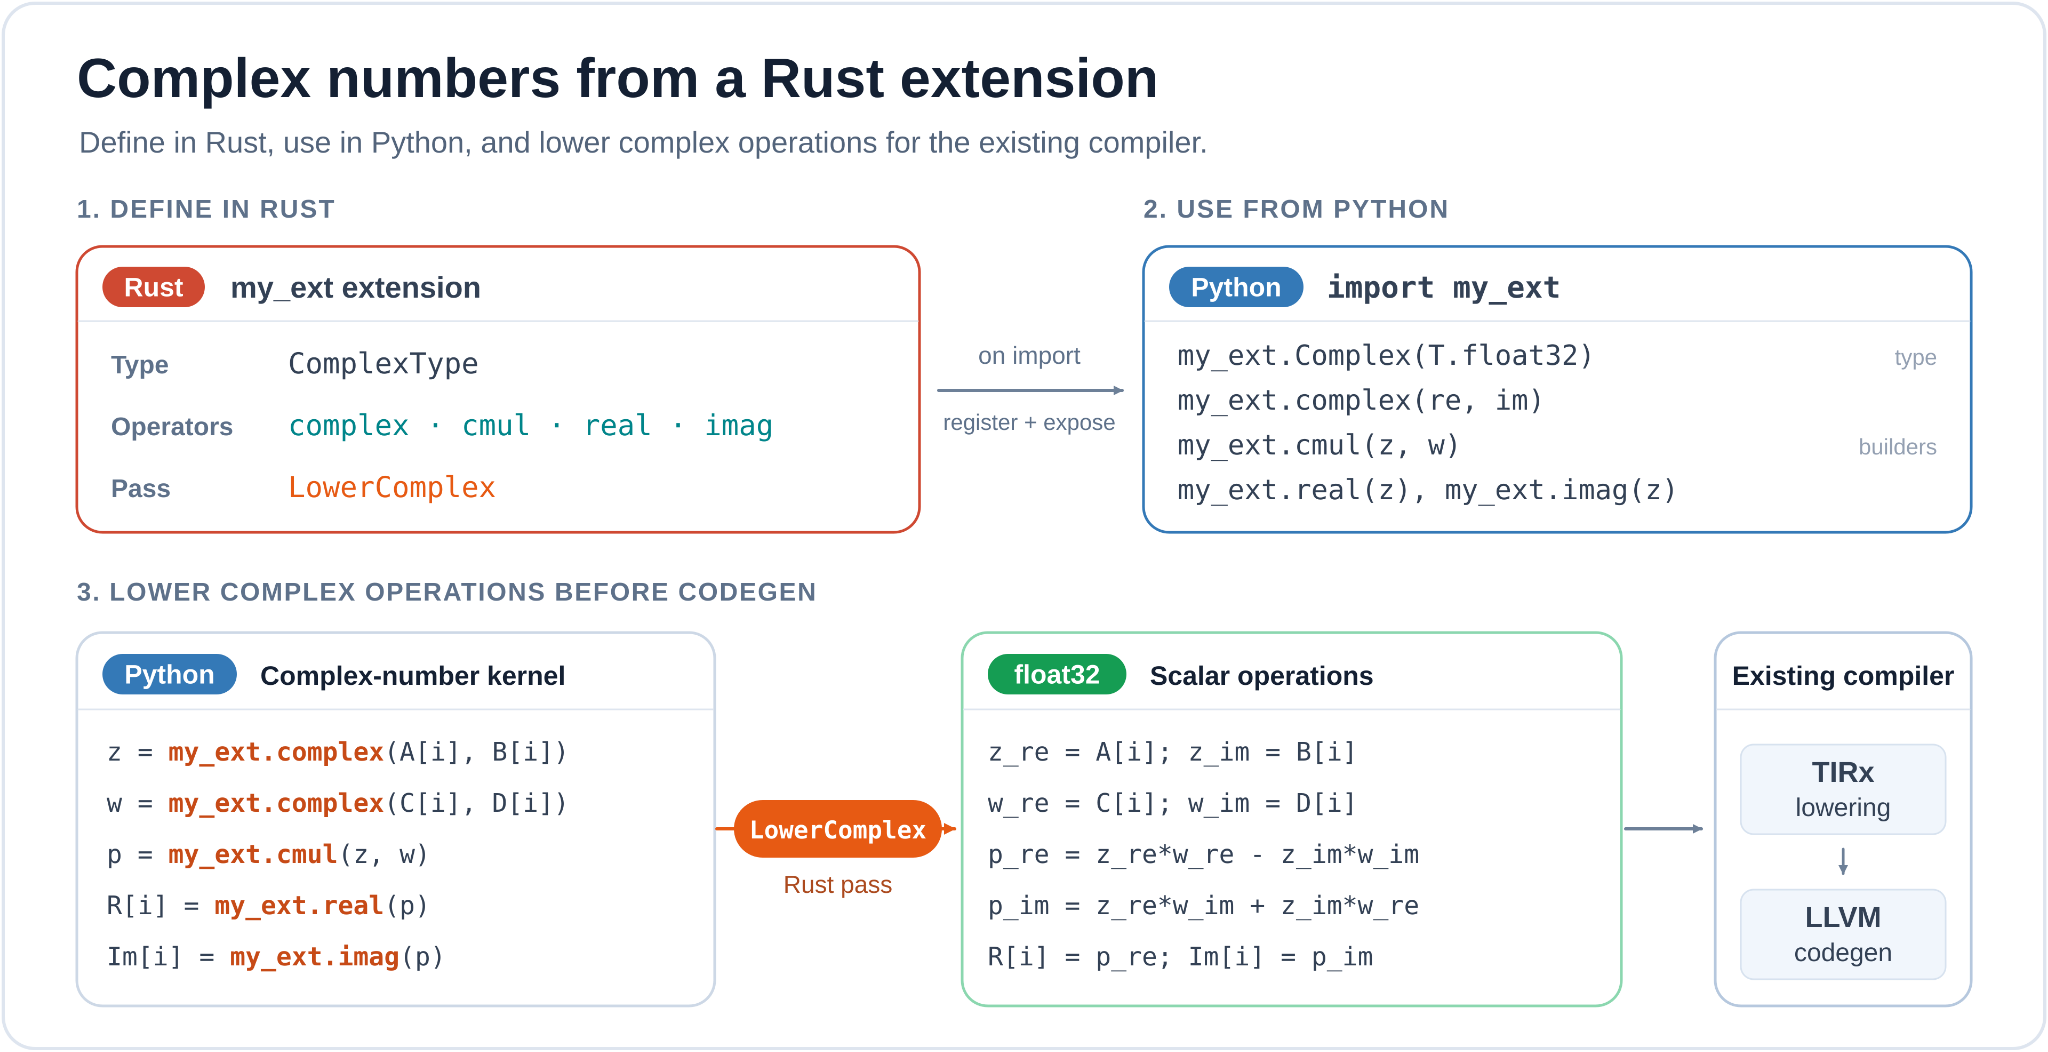 Complex numbers from a Rust extension
Define in Rust, use in Python, and lower complex operations for the existing compiler.
1. DEFINE IN RUST
Rust my_ext extension
Type ComplexType
Operators complex · cmul · real · imag
Pass LowerComplex
on import
register + expose
2. USE FROM PYTHON
Python import my_ext
my_ext.Complex(T.float32) type
my_ext.complex(re, im)
my_ext.cmul(z, w) builders
my_ext.real(z), my_ext.imag(z)
3. LOWER COMPLEX OPERATIONS BEFORE CODEGEN
Python Complex-number kernel
z = my_ext.complex(A[i], B[i])
w = my_ext.complex(C[i], D[i])
p = my_ext.cmul(z, w)
R[i] = my_ext.real(p)
Im[i] = my_ext.imag(p)
LowerComplex
Rust pass
float32 Scalar operations
z_re = A[i]; z_im = B[i]
w_re = C[i]; w_im = D[i]
p_re = z_re*w_re - z_im*w_im
p_im = z_re*w_im + z_im*w_re
R[i] = p_re; Im[i] = p_im
Existing compiler
TIRx
lowering
LLVM
codegen